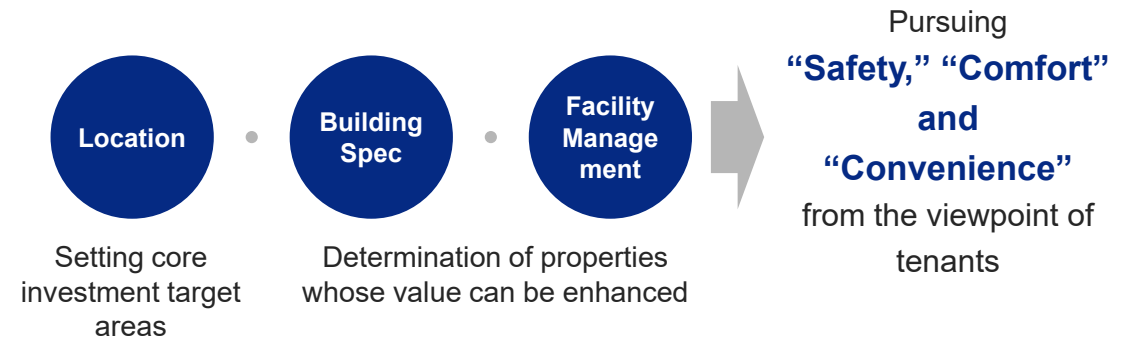 Location
Building
Spec
Facility
Manage
ment
Setting core
investment target
areas
Determination of properties
whose value can be enhanced
Pursuing
“Safety,” “Comfort”
and
“Convenience”
from the viewpoint of
tenants